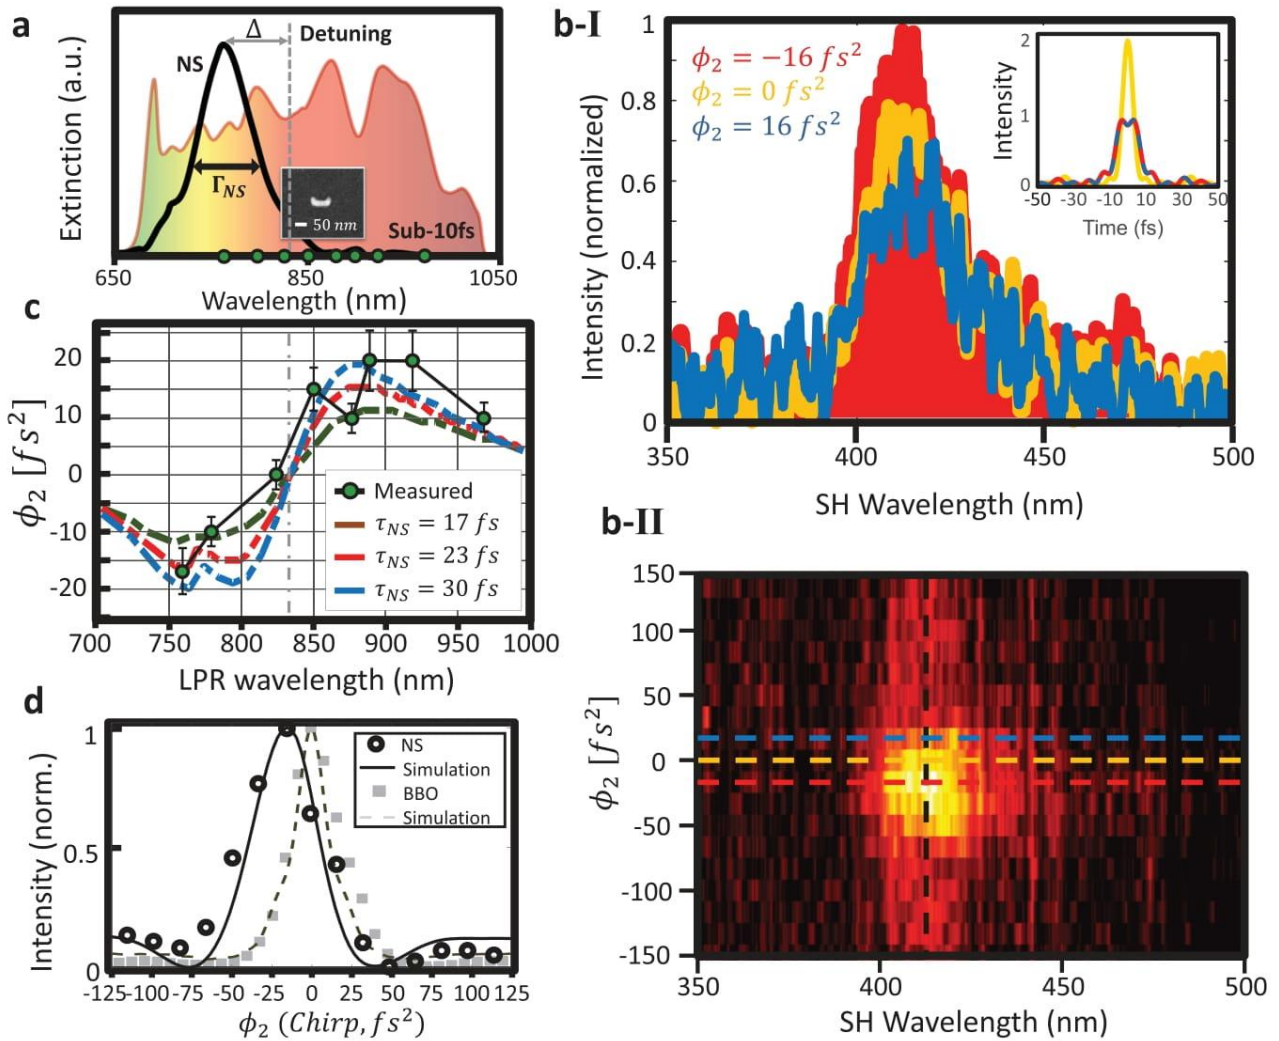 a
Extinction (a.u.)
NS
Δ
Detuning
Γ_NS
50 nm
Sub-10fs
650
850
1050
Wavelength (nm)
b-I
Intensity (normalized)
1
0.8
0.6
0.4
0.2
0
ϕ₂ = −16 fs²
ϕ₂ = 0 fs²
ϕ₂ = 16 fs²
Intensity
2
1
0
-50 -30 -10 10 30 50
Time (fs)
350 400 450 500
SH Wavelength (nm)
c
ϕ₂ [fs²]
20
10
0
-10
-20
Measured
τ_NS = 17 fs
τ_NS = 23 fs
τ_NS = 30 fs
700 750 800 850 900 950 1000
LPR wavelength (nm)
b-II
ϕ₂ [fs²]
150
100
50
0
-50
-100
-150
350 400 450 500
SH Wavelength (nm)
d
Intensity (norm.)
1
0.5
0
NS
Simulation
BBO
Simulation
-125 -100 -75 -50 -25 0 25 50 75 100 125
ϕ₂ (Chirp, fs²)